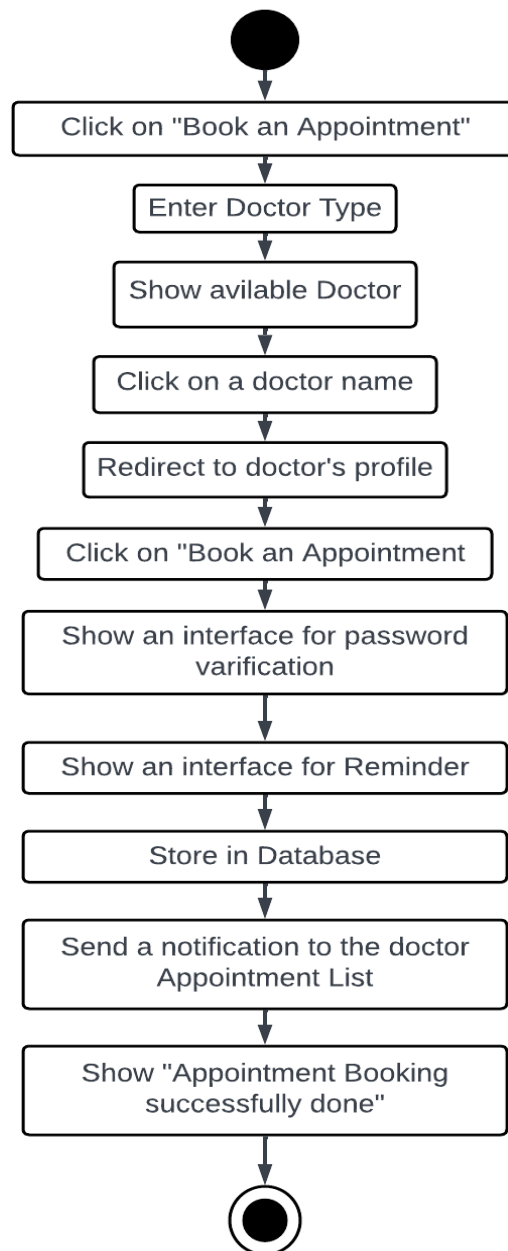 Click on "Book an Appointment"
Enter Doctor Type
Show avilable Doctor
Click on a doctor name
Redirect to doctor's profile
Click on "Book an Appointment
Show an interface for password
varification
Show an interface for Reminder
Store in Database
Send a notification to the doctor
Appointment List
Show "Appointment Booking
successfully done"